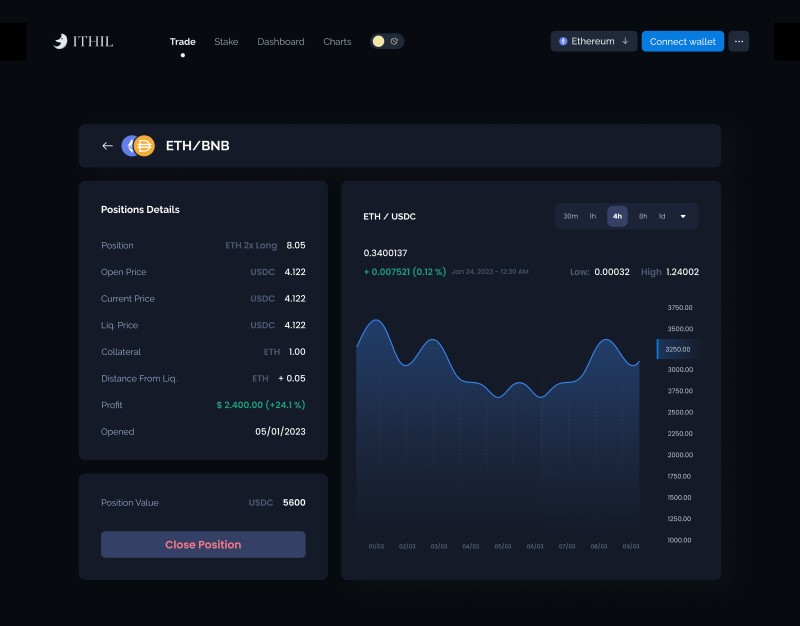 ITHIL
Trade Stake Dashboard Charts
Ethereum ↓ Connect wallet ...
← ETH/BNB
Positions Details
Position ETH 2x Long 8.05
Open Price USDC 4.122
Current Price USDC 4.122
Liq. Price USDC 4.122
Collateral ETH 1.00
Distance From Liq. ETH + 0.05
Profit $ 2.400.00 (+24.1 %)
Opened 05/01/2023
Position Value USDC 5600
Close Position
ETH / USDC
30m 1h 4h 8h 1d
0.3400137
+ 0.007521 (0.12 %) Jan 24, 2023 - 12:30 AM
Low: 0.00032 High 1.24002
3750.00
3500.00
3250.00
3000.00
2750.00
2500.00
2250.00
2000.00
1750.00
1500.00
1250.00
1000.00
01/03 02/03 03/03 04/03 05/03 06/03 07/03 08/03 09/03